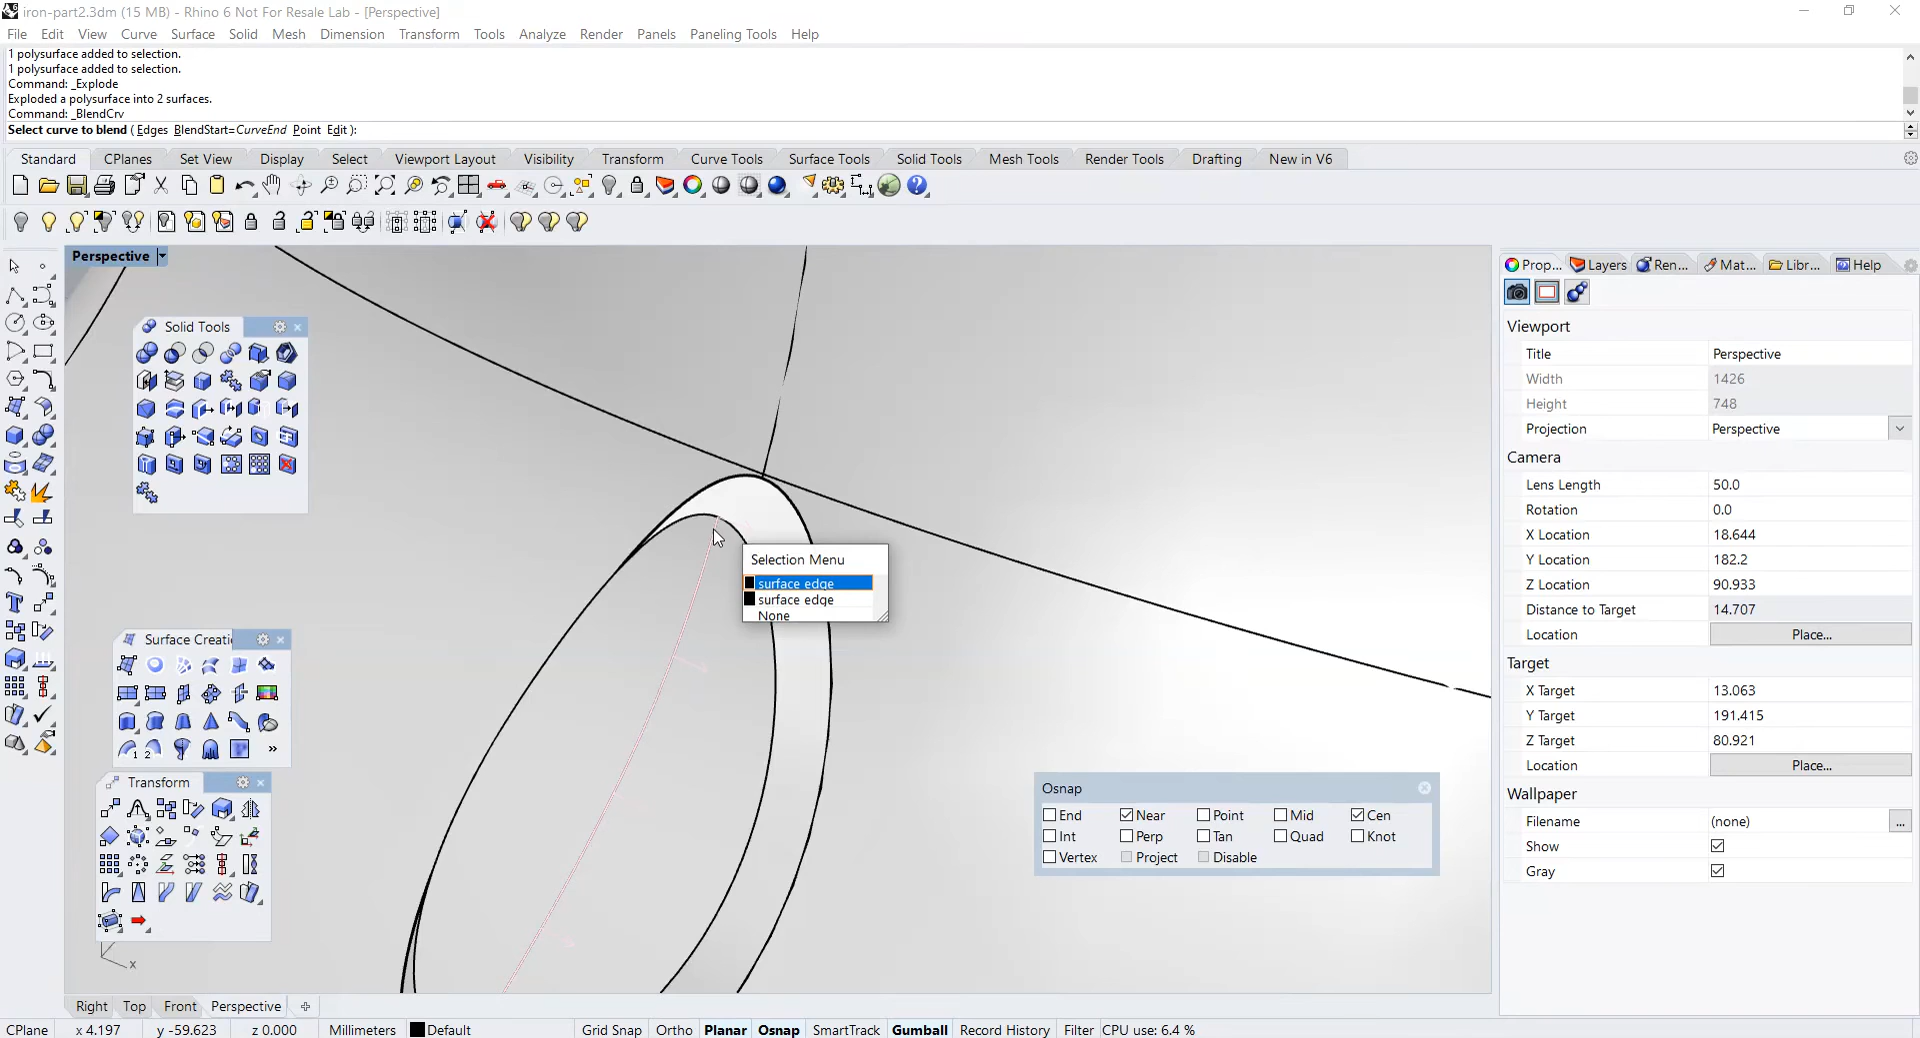 iron-part2.3dm (15 MB) - Rhino 6 Not For Resale Lab - [Perspective]
File Edit View Curve Surface Solid Mesh Dimension Transform Tools Analyze Render Panels Paneling Tools Help
1 polysurface added to selection.
1 polysurface added to selection.
Command: _Explode
Exploded a polysurface into 2 surfaces.
Command: _BlendCrv
Select curve to blend ( Edges BlendStart=CurveEnd Point Edit ):
Standard CPlanes Set View Display Select Viewport Layout Visibility Transform Curve Tools Surface Tools Solid Tools Mesh Tools Render Tools Drafting New in V6
Perspective
Prop... Layers Ren... Mat... Libr... Help
Solid Tools
Viewport
Title Perspective
Width 1426
Height 748
Projection Perspective
Camera
Lens Length 50.0
Rotation 0.0
X Location 18.644
Y Location 182.2
Z Location 90.933
Distance to Target 14.707
Location Place...
Target
X Target 13.063
Y Target 191.415
Z Target 80.921
Location Place...
Wallpaper
Filename (none) ...
Show
Gray
Selection Menu
surface edge
surface edge
None
Surface Creati
1 2 »
Transform
Osnap
End Near Point Mid Cen
Int Perp Tan Quad Knot
Vertex Project Disable
x
Right Top Front Perspective
CPlane x 4.197 y -59.623 z 0.000 Millimeters Default Grid Snap Ortho Planar Osnap SmartTrack Gumball Record History Filter CPU use: 6.4 %